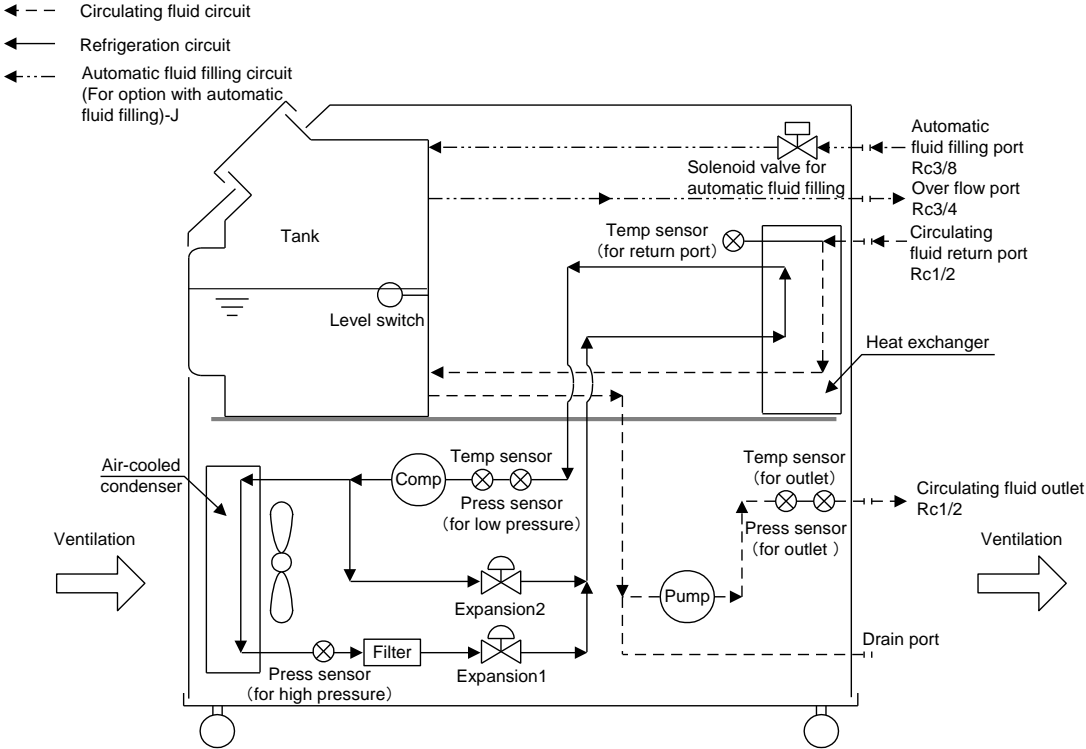 Circulating fluid circuit
Refrigeration circuit
Automatic fluid filling circuit
(For option with automatic
fluid filling)-J
Automatic
fluid filling port
Rc3/8
Solenoid valve for
automatic fluid filling
Over flow port
Rc3/4
Temp sensor
(for return port)
Circulating
fluid return port
Rc1/2
Tank
Level switch
Heat exchanger
Air-cooled
condenser
Comp
Temp sensor
Press sensor
(for low pressure)
Temp sensor
(for outlet)
Press sensor
(for outlet )
Circulating fluid outlet
Rc1/2
Ventilation
Ventilation
Expansion2
Pump
Drain port
Filter
Expansion1
Press sensor
(for high pressure)